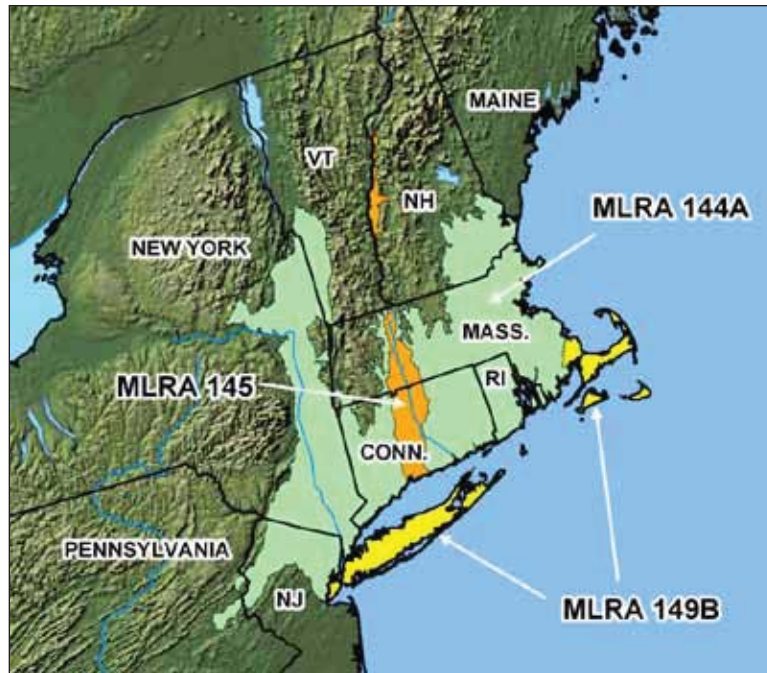 MAINE
VT
NH
MLRA 144A
NEW YORK
MASS.
MLRA 145
RI
CONN.
PENNSYLVANIA
NJ
MLRA 149B